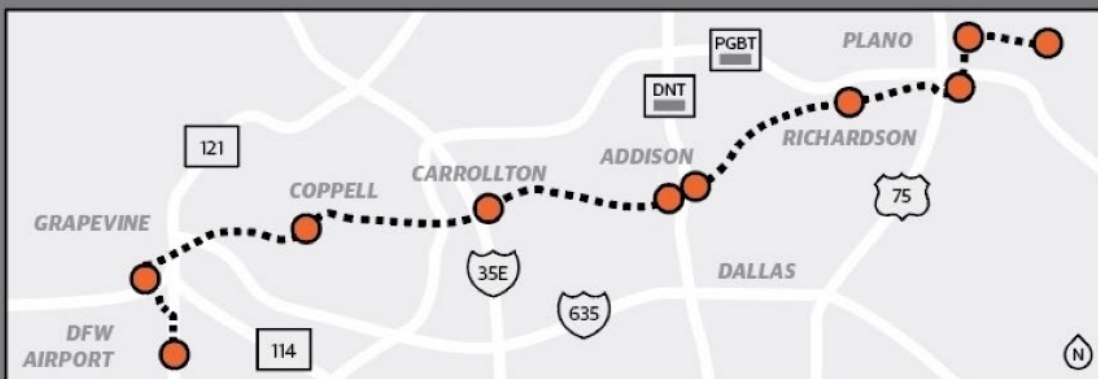 PGBT
PLANO
DNT
121
RICHARDSON
ADDISON
CARROLLTON
COPPELL
75
GRAPEVINE
35E
DALLAS
635
DFW
AIRPORT
114
N